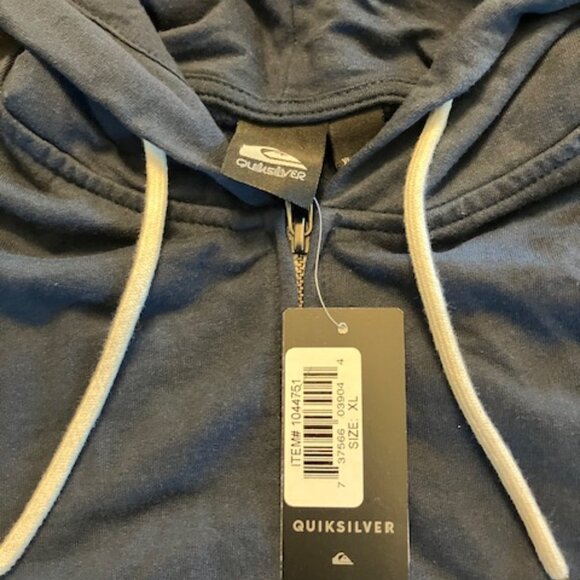 QUIKSILVER
ITEM# 1044751
7 37566 03904 4
SIZE: XL
QUIKSILVER